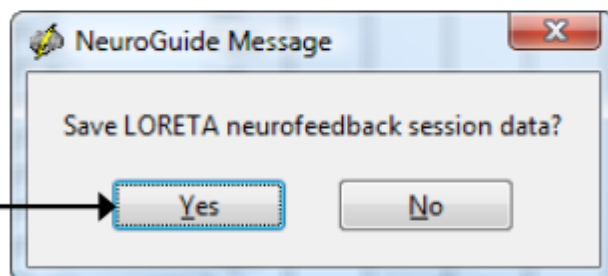 NeuroGuide Message
Save LORETA neurofeedback session data?
Yes No